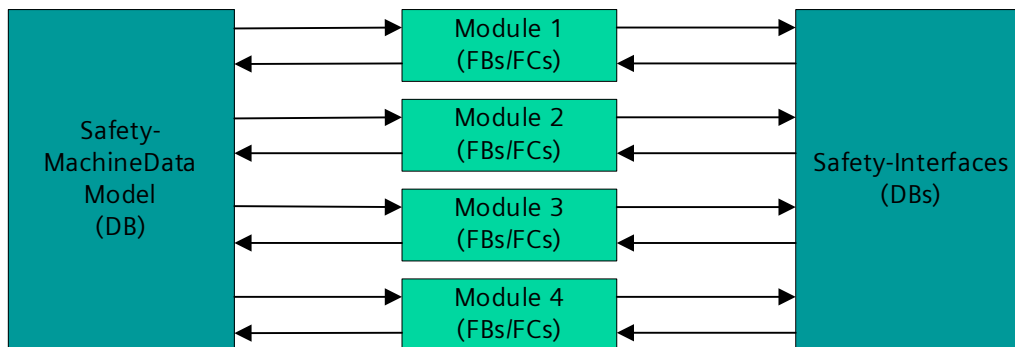 Safety-
MachineData
Model
(DB)
Module 1
(FBs/FCs)
Module 2
(FBs/FCs)
Module 3
(FBs/FCs)
Module 4
(FBs/FCs)
Safety-Interfaces
(DBs)